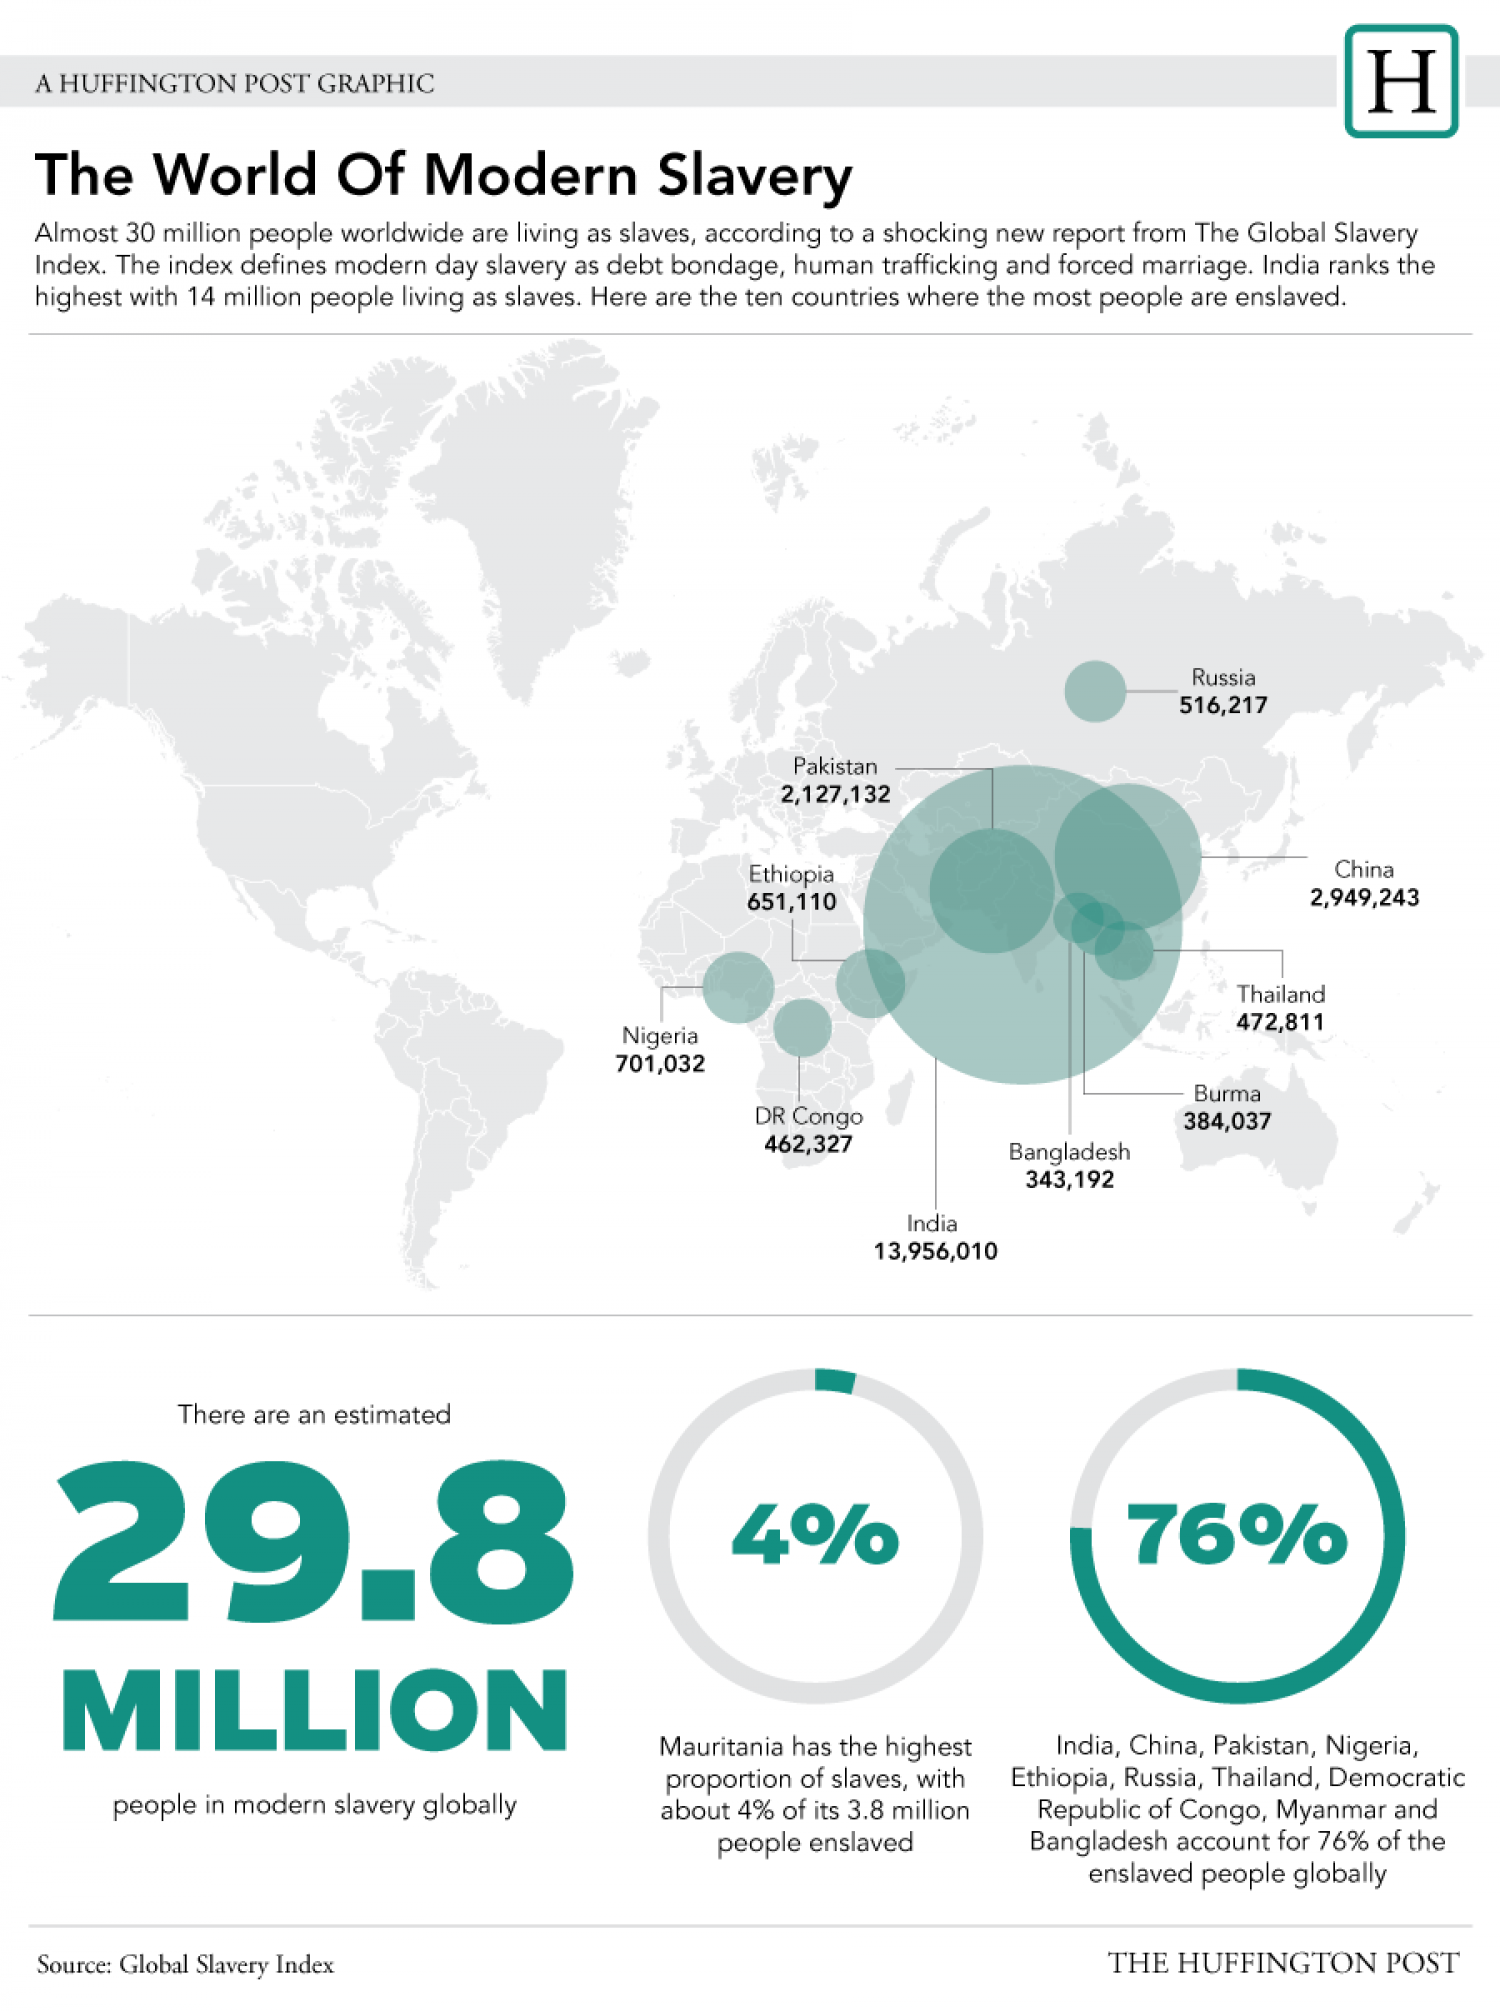 A HUFFINGTON POST GRAPHIC
H
The World Of Modern Slavery
Almost 30 million people worldwide are living as slaves, according to a shocking new report from The Global Slavery
Index. The index defines modern day slavery as debt bondage, human trafficking and forced marriage. India ranks the
highest with 14 million people living as slaves. Here are the ten countries where the most people are enslaved.
Russia
516,217
Pakistan
2,127,132
China
2,949,243
Ethiopia
651,110
Thailand
472,811
Nigeria
701,032
Burma
384,037
DR Congo
462,327
Bangladesh
343,192
India
13,956,010
There are an estimated
29.8
MILLION
people in modern slavery globally
4%
Mauritania has the highest
proportion of slaves, with
about 4% of its 3.8 million
people enslaved
76%
India, China, Pakistan, Nigeria,
Ethiopia, Russia, Thailand, Democratic
Republic of Congo, Myanmar and
Bangladesh account for 76% of the
enslaved people globally
Source: Global Slavery Index
THE HUFFINGTON POST